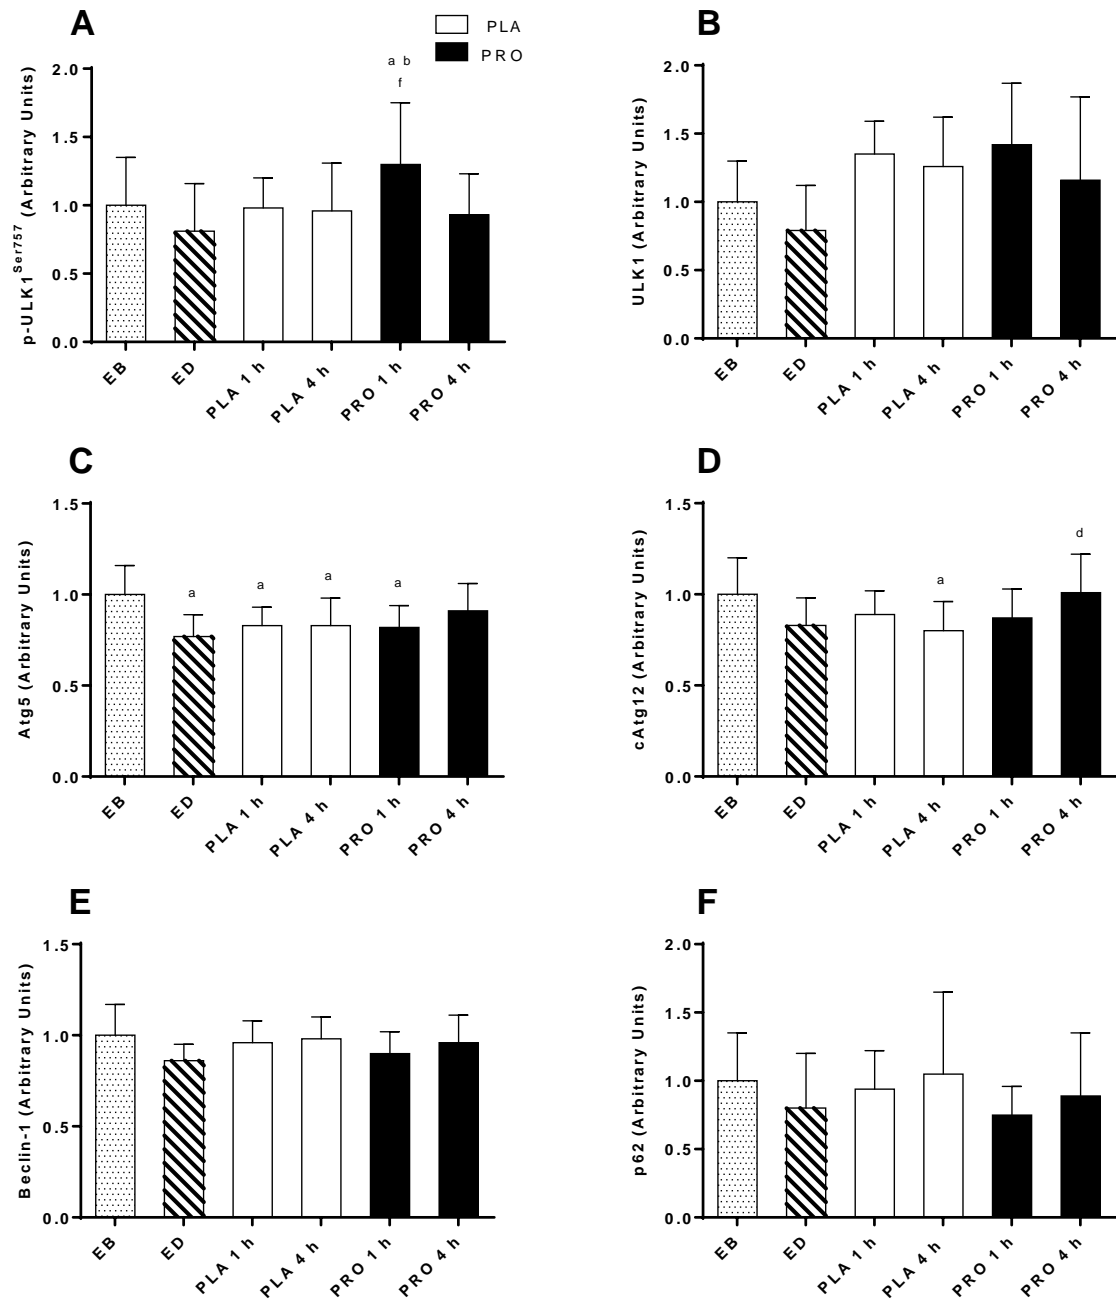 A
PLA
PRO
a b
f
p-ULK1Ser757 (Arbitrary Units)
2.0
1.5
1.0
0.5
0.0
EB
ED
PLA 1 h
PLA 4 h
PRO 1 h
PRO 4 h
B
ULK1 (Arbitrary Units)
2.0
1.5
1.0
0.5
0.0
EB
ED
PLA 1 h
PLA 4 h
PRO 1 h
PRO 4 h
C
Atg5 (Arbitrary Units)
1.5
1.0
0.5
0.0
a
a
a
a
EB
ED
PLA 1 h
PLA 4 h
PRO 1 h
PRO 4 h
D
cAtg12 (Arbitrary Units)
1.5
1.0
0.5
0.0
a
d
EB
ED
PLA 1 h
PLA 4 h
PRO 1 h
PRO 4 h
E
Beclin-1 (Arbitrary Units)
1.5
1.0
0.5
0.0
EB
ED
PLA 1 h
PLA 4 h
PRO 1 h
PRO 4 h
F
p62 (Arbitrary Units)
2.0
1.5
1.0
0.5
0.0
EB
ED
PLA 1 h
PLA 4 h
PRO 1 h
PRO 4 h